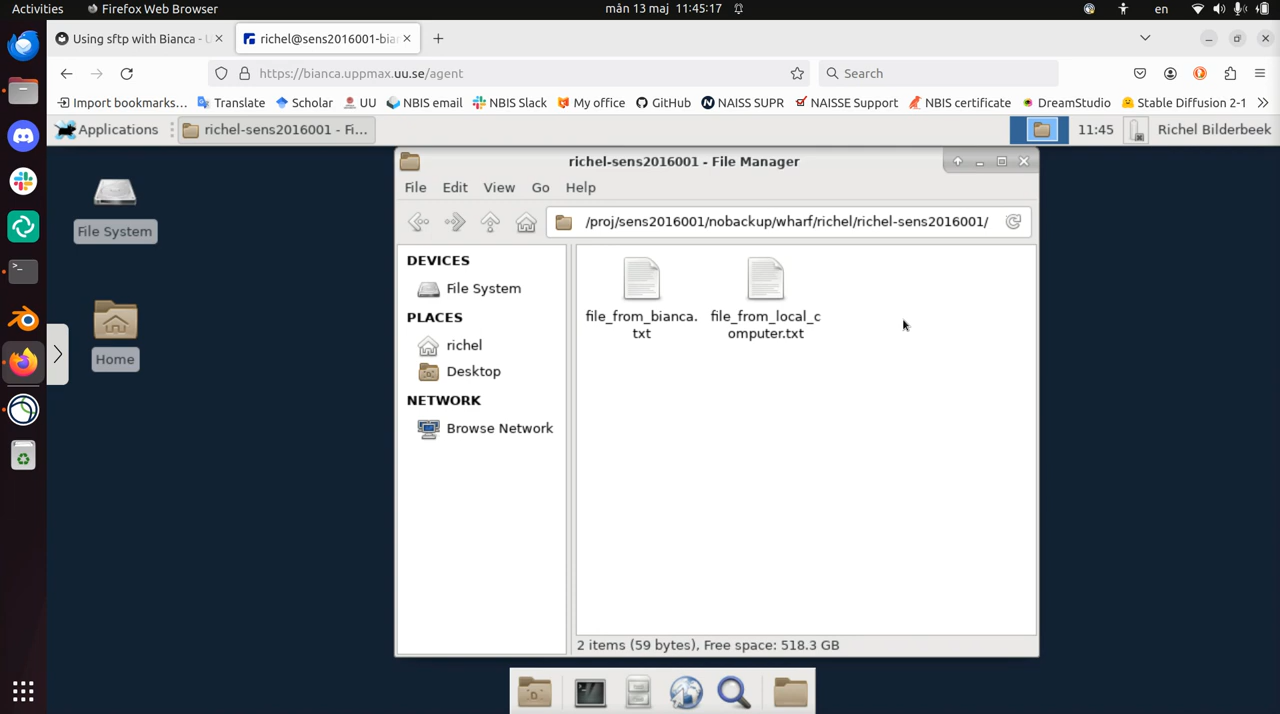 Activities
Firefox Web Browser
mån 13 maj 11:45:17
en
Using sftp with Bianca - U
richel@sens2016001-bian
https://bianca.uppmax.uu.se/agent
Search
Import bookmarks...
Translate
Scholar
UU
NBIS email
NBIS Slack
My office
GitHub
NAISS SUPR
NAISSE Support
NBIS certificate
DreamStudio
Stable Diffusion 2-1
Applications
richel-sens2016001 - Fi...
11:45
Richel Bilderbeek
richel-sens2016001 - File Manager
File
Edit
View
Go
Help
/proj/sens2016001/nobackup/wharf/richel/richel-sens2016001/
File System
Home
DEVICES
File System
PLACES
richel
Desktop
NETWORK
Browse Network
file_from_bianca.
txt
file_from_local_c
omputer.txt
2 items (59 bytes), Free space: 518.3 GB